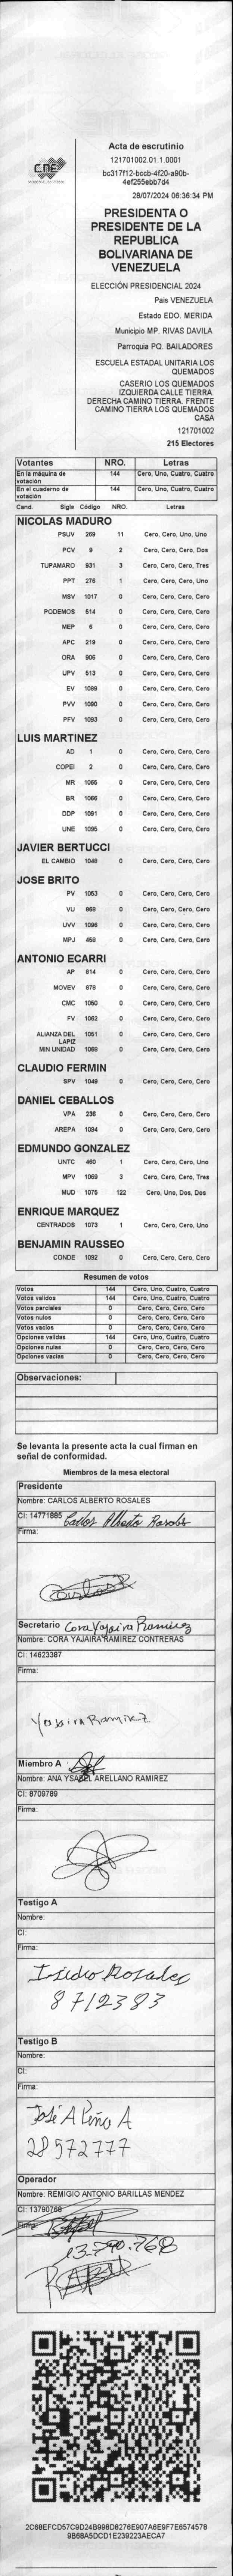 CNE
Acta de escrutinio
121701002.01.1.0001
bc317f12-bccb-4f20-a90b-
4ef255ebb7d4
28/07/2024 06:36:34 PM
PRESIDENTA O
PRESIDENTE DE LA
REPUBLICA
BOLIVARIANA DE
VENEZUELA
ELECCIÓN PRESIDENCIAL 2024
Pais VENEZUELA
Estado EDO. MERIDA
Municipio MP. RIVAS DAVILA
Parroquia PQ. BAILADORES
ESCUELA ESTADAL UNITARIA LOS
QUEMADOS
CASERIO LOS QUEMADOS
IZQUIERDA CALLE TIERRA.
DERECHA CAMINO TIERRA. FRENTE
CAMINO TIERRA LOS QUEMADOS
CASA
121701002
215 Electores
Votantes NRO. Letras
En la máquina de votación 144 Cero, Uno, Cuatro, Cuatro
En el cuaderno de votación 144 Cero, Uno, Cuatro, Cuatro
Cand. Sigla Código NRO. Letras
NICOLAS MADURO
PSUV 269 11 Cero, Cero, Uno, Uno
PCV 9 2 Cero, Cero, Cero, Dos
TUPAMARO 931 3 Cero, Cero, Cero, Tres
PPT 276 1 Cero, Cero, Cero, Uno
MSV 1017 0 Cero, Cero, Cero, Cero
PODEMOS 514 0 Cero, Cero, Cero, Cero
MEP 6 0 Cero, Cero, Cero, Cero
APC 219 0 Cero, Cero, Cero, Cero
ORA 906 0 Cero, Cero, Cero, Cero
UPV 513 0 Cero, Cero, Cero, Cero
EV 1089 0 Cero, Cero, Cero, Cero
PVV 1090 0 Cero, Cero, Cero, Cero
PFV 1093 0 Cero, Cero, Cero, Cero
LUIS MARTINEZ
AD 1 0 Cero, Cero, Cero, Cero
COPEI 2 0 Cero, Cero, Cero, Cero
MR 1065 0 Cero, Cero, Cero, Cero
BR 1086 0 Cero, Cero, Cero, Cero
DDP 1091 0 Cero, Cero, Cero, Cero
UNE 1095 0 Cero, Cero, Cero, Cero
JAVIER BERTUCCI
EL CAMBIO 1048 0 Cero, Cero, Cero, Cero
JOSE BRITO
PV 1053 0 Cero, Cero, Cero, Cero
VU 868 0 Cero, Cero, Cero, Cero
UVV 1096 0 Cero, Cero, Cero, Cero
MPJ 458 0 Cero, Cero, Cero, Cero
ANTONIO ECARRI
AP 814 0 Cero, Cero, Cero, Cero
MOVEV 978 0 Cero, Cero, Cero, Cero
CMC 1050 0 Cero, Cero, Cero, Cero
FV 1062 0 Cero, Cero, Cero, Cero
ALIANZA DEL LAPIZ 1051 0 Cero, Cero, Cero, Cero
MIN UNIDAD 1068 0 Cero, Cero, Cero, Cero
CLAUDIO FERMIN
SPV 1049 0 Cero, Cero, Cero, Cero
DANIEL CEBALLOS
VPA 236 0 Cero, Cero, Cero, Cero
AREPA 1094 0 Cero, Cero, Cero, Cero
EDMUNDO GONZALEZ
UNTC 460 1 Cero, Cero, Cero, Uno
MPV 1069 3 Cero, Cero, Cero, Tres
MUD 1075 122 Cero, Uno, Dos, Dos
ENRIQUE MARQUEZ
CENTRADOS 1073 1 Cero, Cero, Cero, Uno
BENJAMIN RAUSSEO
CONDE 1092 0 Cero, Cero, Cero, Cero
Resumen de votos
Votos 144 Cero, Uno, Cuatro, Cuatro
Votos validos 144 Cero, Uno, Cuatro, Cuatro
Votos parciales 0 Cero, Cero, Cero, Cero
Votos nulos 0 Cero, Cero, Cero, Cero
Votos vacios 0 Cero, Cero, Cero, Cero
Opciones validas 144 Cero, Uno, Cuatro, Cuatro
Opciones nulas 0 Cero, Cero, Cero, Cero
Opciones vacias 0 Cero, Cero, Cero, Cero
Observaciones:
Se levanta la presente acta la cual firman en
señal de conformidad.
Miembros de la mesa electoral
Presidente
Nombre: CARLOS ALBERTO ROSALES
CI: 14771885 Carlos Alberto Rosales
Firma:
Secretario Cora Yajaira Ramirez
Nombre: CORA YAJAIRA RAMIREZ CONTRERAS
CI: 14623387
Firma:
Yajaira Ramirez
Miembro A
Nombre: ANA YSABEL ARELLANO RAMIREZ
CI: 8709789
Firma:
Testigo A
Nombre:
CI:
Firma:
Isidio Rosales
8712383
Testigo B
Nombre:
CI:
Firma:
José A Peña A
28572777
Operador
Nombre: REMIGIO ANTONIO BARILLAS MENDEZ
CI: 13790768
Firma:
13.790.768
2C6BEFCD57C9D24B998D8276E907A6E9F7E6574578
9B68A5DCD1E239223AECA7